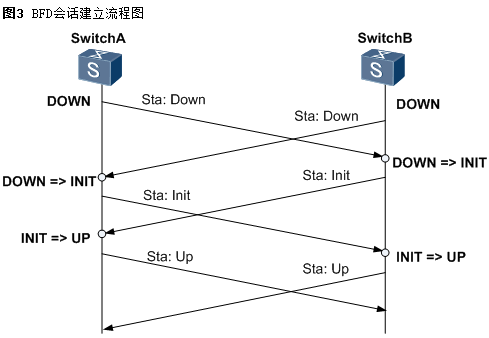 图3 BFD会话建立流程图
SwitchA
SwitchB
S
S
DOWN
Sta: Down
Sta: Down
DOWN
DOWN => INIT
DOWN => INIT
Sta: Init
Sta: Init
INIT => UP
INIT => UP
Sta: Up
Sta: Up